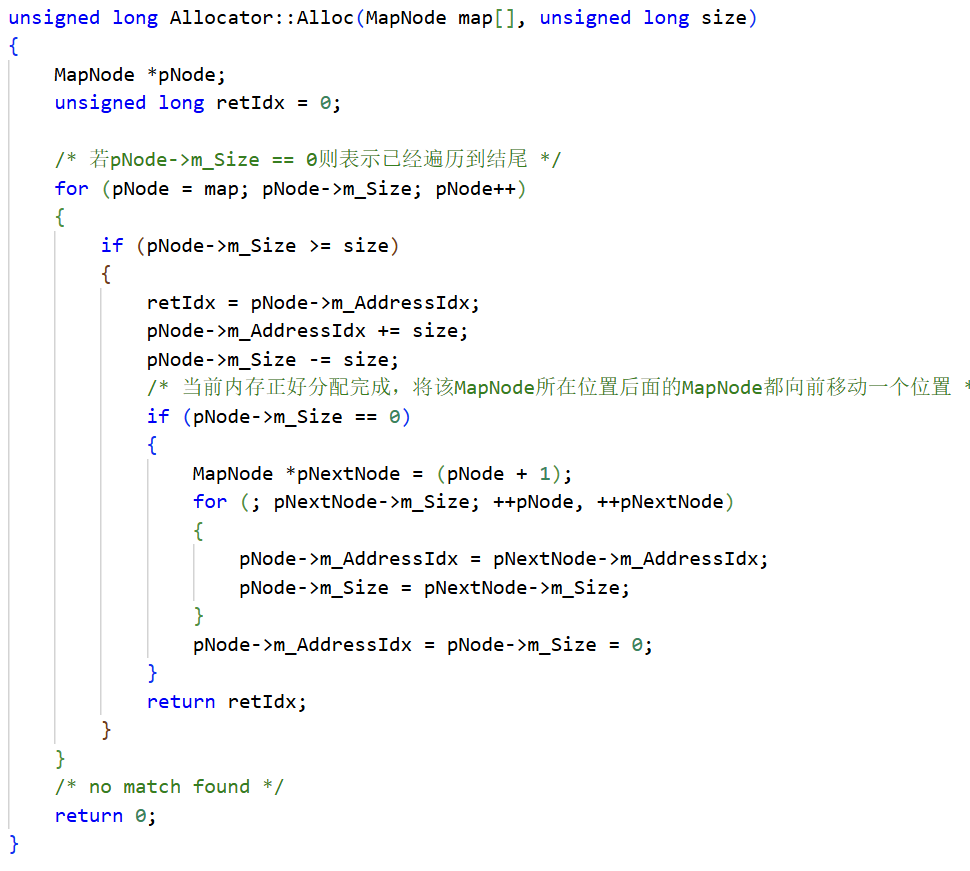 unsigned long Allocator::Alloc(MapNode map[], unsigned long size)
{
    MapNode *pNode;
    unsigned long retIdx = 0;

    /* 若pNode->m_Size == 0则表示已经遍历到结尾 */
    for (pNode = map; pNode->m_Size; pNode++)
    {
        if (pNode->m_Size >= size)
        {
            retIdx = pNode->m_AddressIdx;
            pNode->m_AddressIdx += size;
            pNode->m_Size -= size;
            /* 当前内存正好分配完成，将该MapNode所在位置后面的MapNode都向前移动一个位置 *
            if (pNode->m_Size == 0)
            {
                MapNode *pNextNode = (pNode + 1);
                for (; pNextNode->m_Size; ++pNode, ++pNextNode)
                {
                    pNode->m_AddressIdx = pNextNode->m_AddressIdx;
                    pNode->m_Size = pNextNode->m_Size;
                }
                pNode->m_AddressIdx = pNode->m_Size = 0;
            }
            return retIdx;
        }
    }
    /* no match found */
    return 0;
}